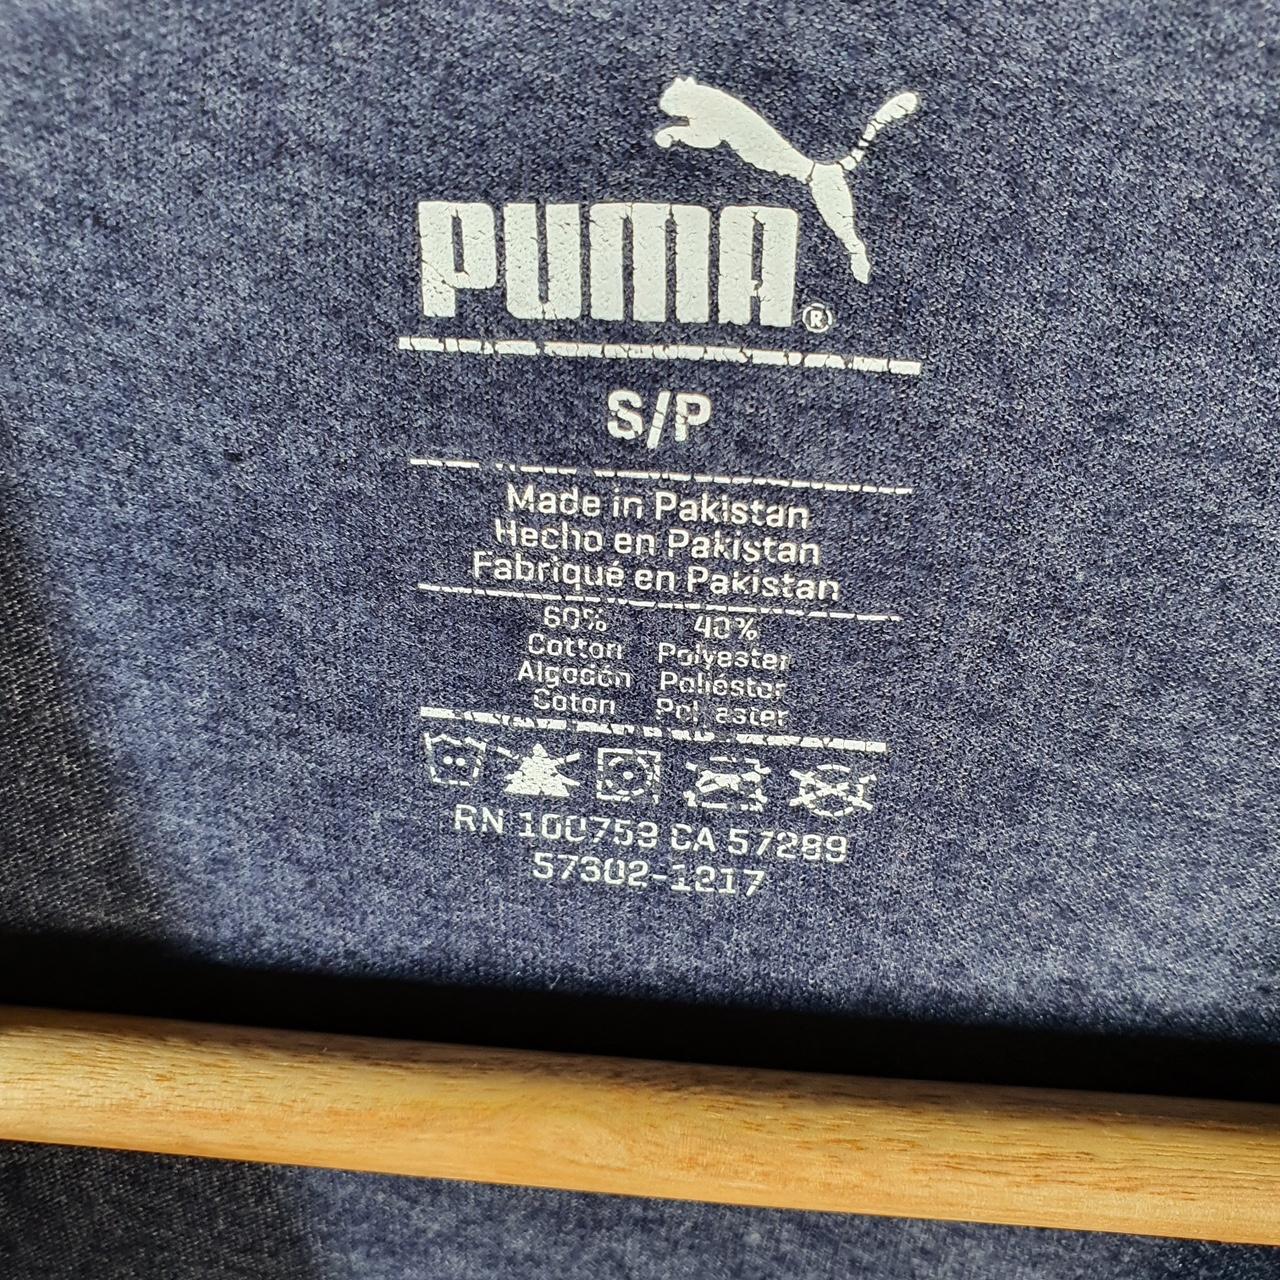 PUMA®
S/P
Made in Pakistan
Hecho en Pakistan
Fabriqué en Pakistan
60% 40%
Cotton Polyester
Algodón Poliéster
Coton Polyester
RN 100753 CA 57289
57302-1217